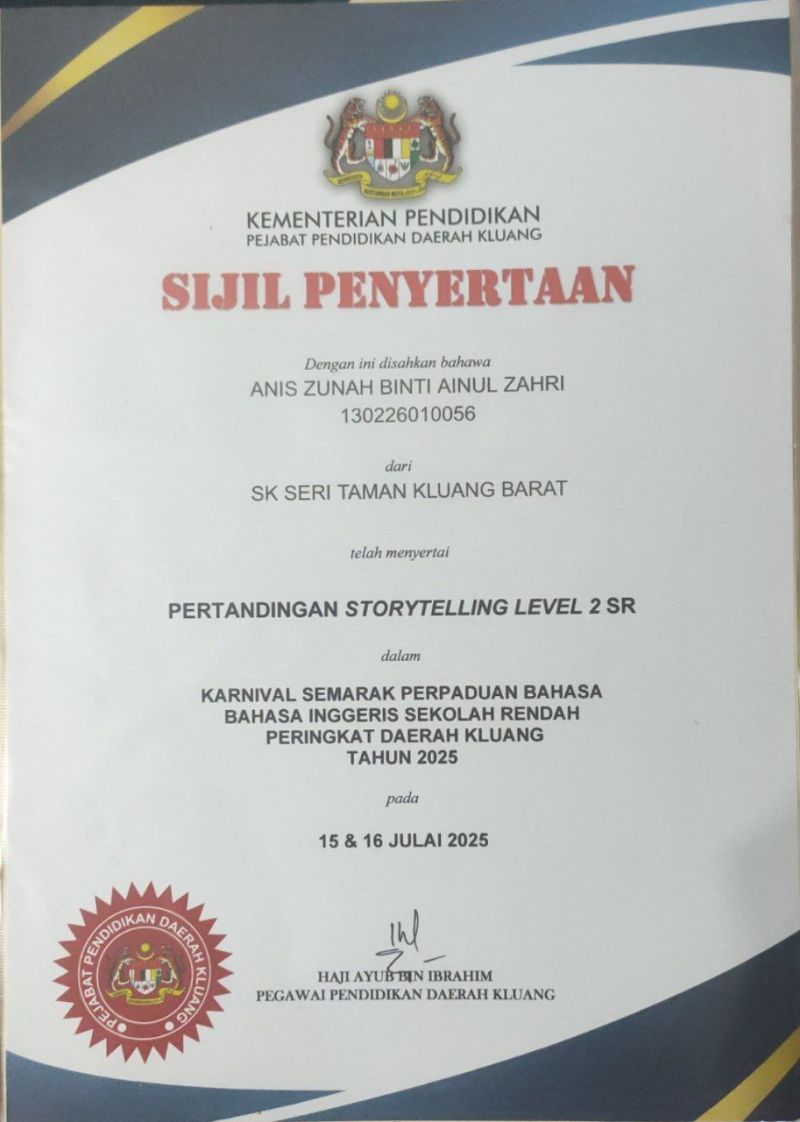 KEMENTERIAN PENDIDIKAN
PEJABAT PENDIDIKAN DAERAH KLUANG
SIJIL PENYERTAAN
Dengan ini disahkan bahawa
ANIS ZUNAH BINTI AINUL ZAHRI
130226010056
dari
SK SERI TAMAN KLUANG BARAT
telah menyertai
PERTANDINGAN STORYTELLING LEVEL 2 SR
dalam
KARNIVAL SEMARAK PERPADUAN BAHASA
BAHASA INGGERIS SEKOLAH RENDAH
PERINGKAT DAERAH KLUANG
TAHUN 2025
pada
15 & 16 JULAI 2025
HAJI AYUB BIN IBRAHIM
PEGAWAI PENDIDIKAN DAERAH KLUANG
PEJABAT PENDIDIKAN DAERAH KLUANG